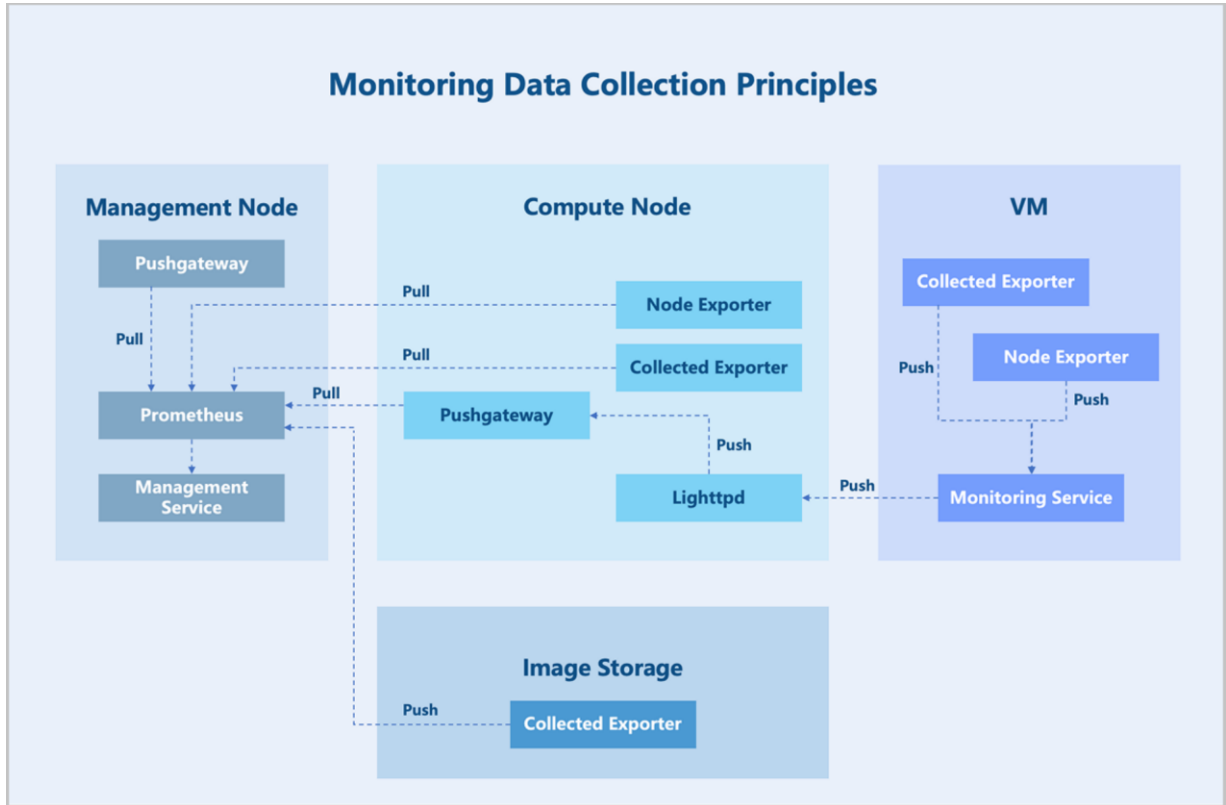 Monitoring Data Collection Principles
Management Node
Pushgateway
Pull
Prometheus
Management
Service
Compute Node
Pull
Node Exporter
Pull
Collected Exporter
Pull
Pushgateway
Push
Lighttpd
VM
Collected Exporter
Node Exporter
Push
Push
Push
Monitoring Service
Image Storage
Push
Collected Exporter